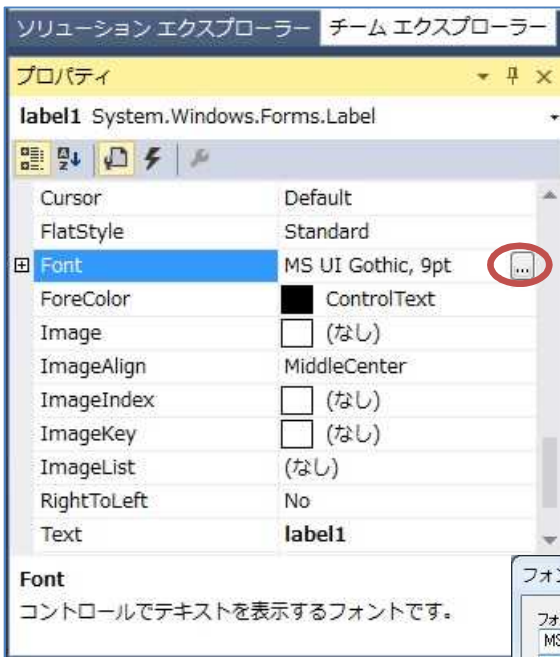 ソリューション エクスプローラー チーム エクスプローラー
プロパティ
label1 System.Windows.Forms.Label
Cursor Default
FlatStyle Standard
Font MS UI Gothic, 9pt ...
ForeColor ControlText
Image (なし)
ImageAlign MiddleCenter
ImageIndex (なし)
ImageKey (なし)
ImageList (なし)
RightToLeft No
Text label1
Font
コントロールでテキストを表示するフォントです。